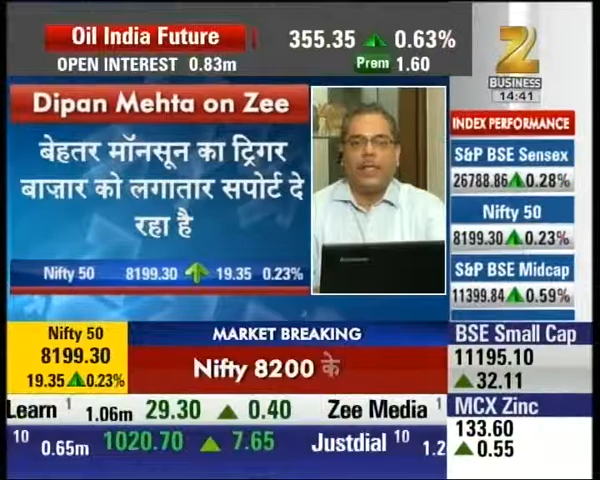 Oil India Future
355.35 0.63%
OPEN INTEREST 0.83m
Prem 1.60
Z
BUSINESS
14:41
Dipan Mehta on Zee
बेहतर मॉनसून का ट्रिगर
बाज़ार को लगातार सपोर्ट दे
रहा है
Nifty 50 8199.30 19.35 0.23%
INDEX PERFORMANCE
S&P BSE Sensex
26788.86 0.28%
Nifty 50
8199.30 0.23%
S&P BSE Midcap
11399.84 0.59%
Nifty 50
8199.30
19.35 0.23%
MARKET BREAKING
Nifty 8200 के
BSE Small Cap
11195.10
32.11
MCX Zinc
133.60
0.55
Learn 1 1.06m 29.30 0.40 Zee Media 1
10 0.65m 1020.70 7.65 Justdial 10 1.2